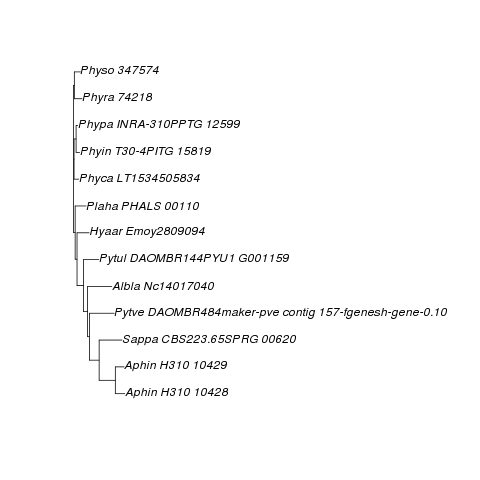 Physo 347574
Phyra 74218
Phypa INRA-310PPTG 12599
Phyin T30-4PITG 15819
Phyca LT1534505834
Plaha PHALS 00110
Hyaar Emoy2809094
Pytul DAOMBR144PYU1 G001159
Albla Nc14017040
Pytve DAOMBR484maker-pve contig 157-fgenesh-gene-0.10
Sappa CBS223.65SPRG 00620
Aphin H310 10429
Aphin H310 10428